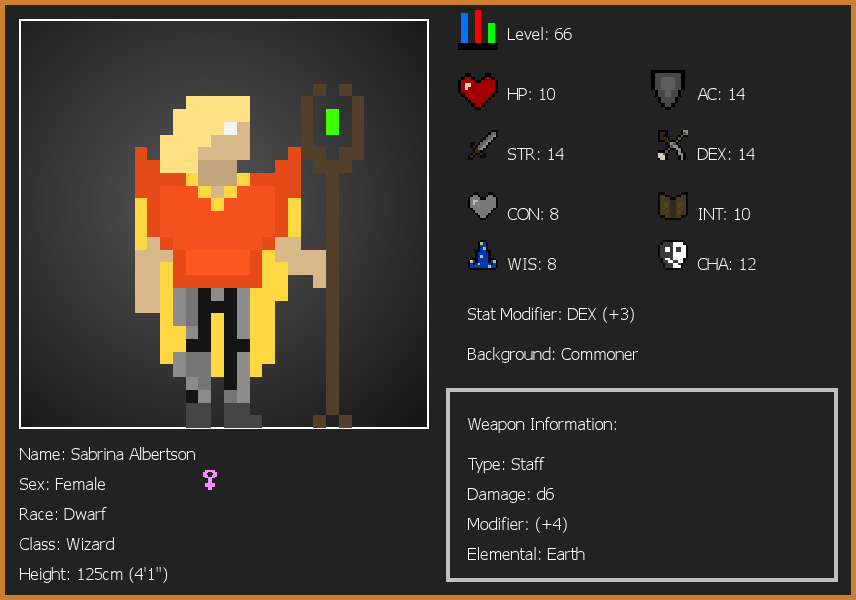 Level: 66
HP: 10
AC: 14
STR: 14
DEX: 14
CON: 8
INT: 10
WIS: 8
CHA: 12
Stat Modifier: DEX (+3)
Background: Commoner
Weapon Information:
Type: Staff
Damage: d6
Modifier: (+4)
Elemental: Earth
Name: Sabrina Albertson
Sex: Female
Race: Dwarf
Class: Wizard
Height: 125cm (4'1")